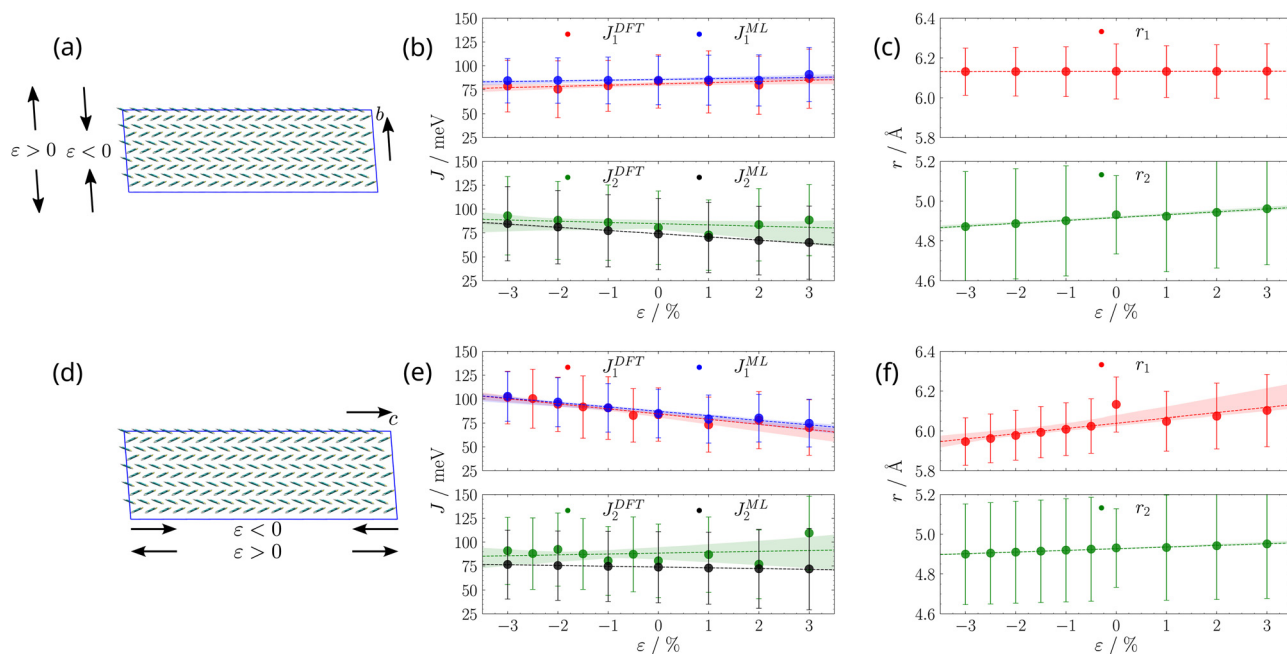 (a)
ε > 0
ε < 0
b
(b)
J_1^{DFT}
J_1^{ML}
150
125
100
75
50
25
J_2^{DFT}
J_2^{ML}
150
125
100
75
50
25
J / meV
−3 −2 −1 0 1 2 3
ε / %
(c)
r_1
6.4
6.2
6.0
5.8
r_2
5.2
5.0
4.8
4.6
r / Å
−3 −2 −1 0 1 2 3
ε / %
(d)
c
ε < 0
ε > 0
(e)
J_1^{DFT}
J_1^{ML}
150
125
100
75
50
25
J_2^{DFT}
J_2^{ML}
150
125
100
75
50
25
J / meV
−3 −2 −1 0 1 2 3
ε / %
(f)
r_1
6.4
6.2
6.0
5.8
r_2
5.2
5.0
4.8
4.6
r / Å
−3 −2 −1 0 1 2 3
ε / %